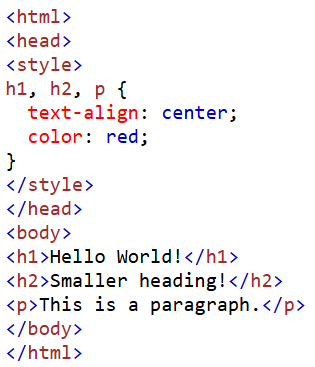 <html>
<head>
<style>
h1, h2, p {
  text-align: center;
  color: red;
}
</style>
</head>
<body>
<h1>Hello World!</h1>
<h2>Smaller heading!</h2>
<p>This is a paragraph.</p>
</body>
</html>